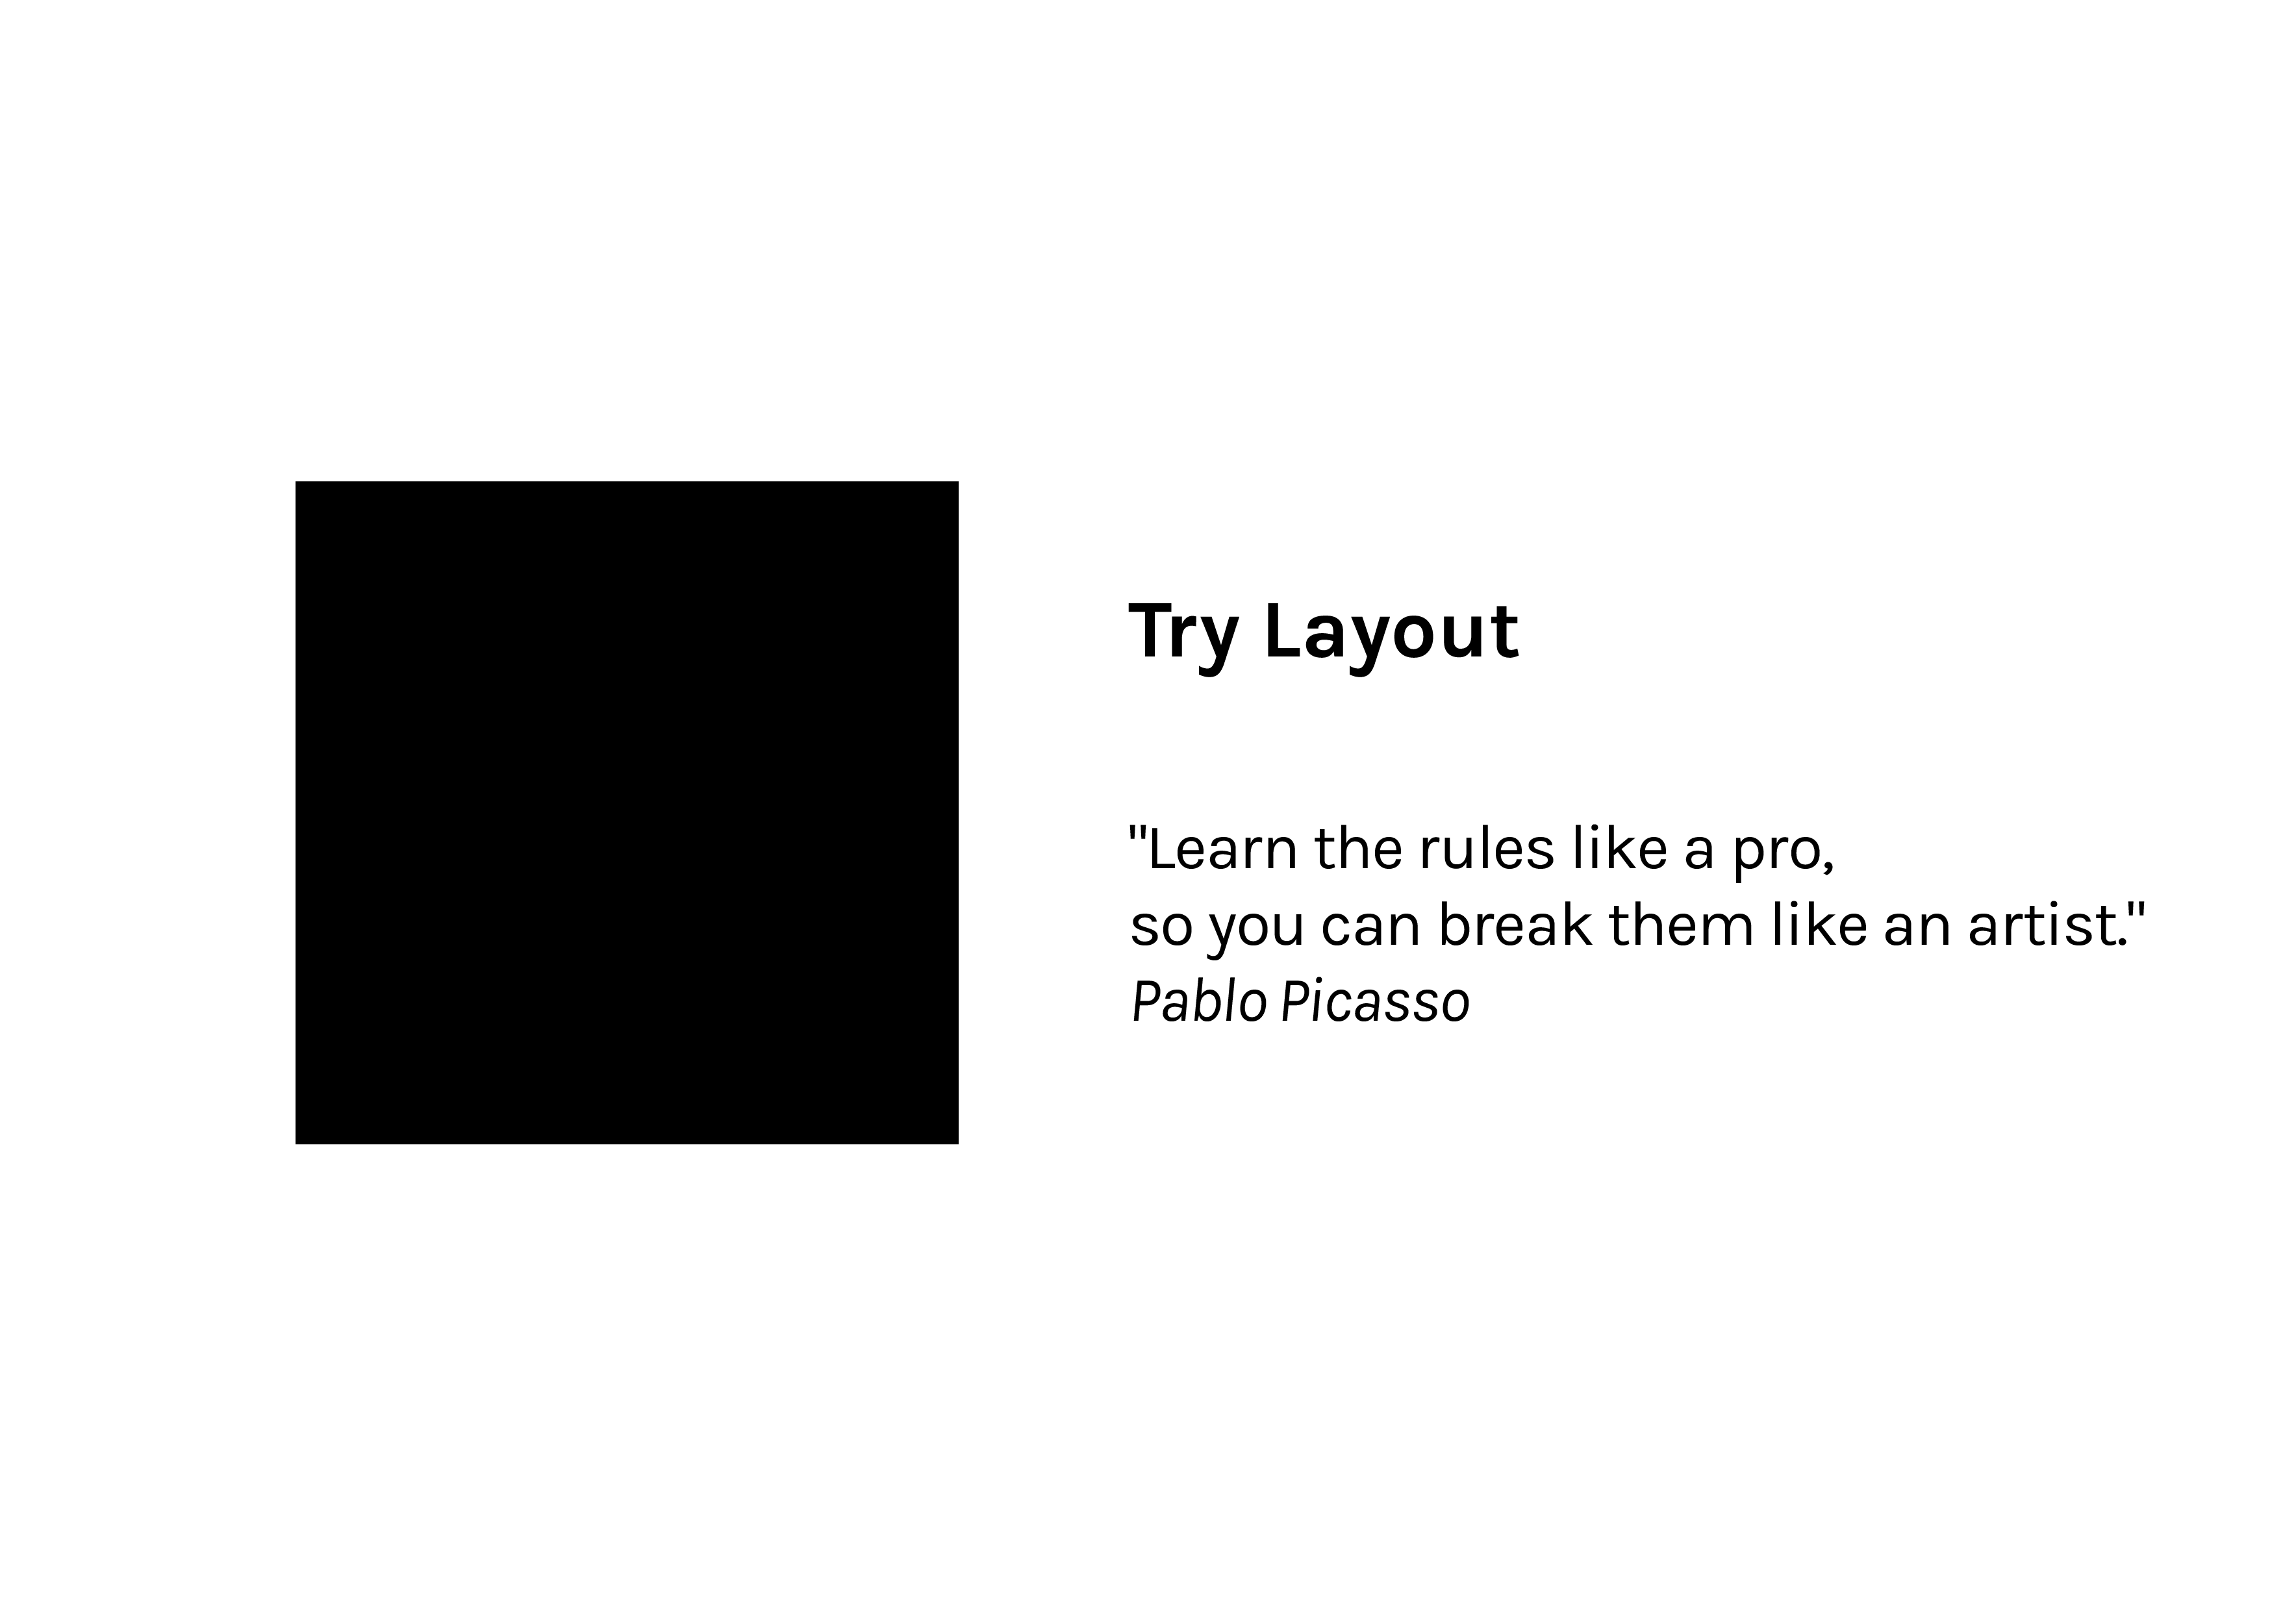 Try Layout
"Learn the rules like a pro,
so you can break them like an artist."
Pablo Picasso